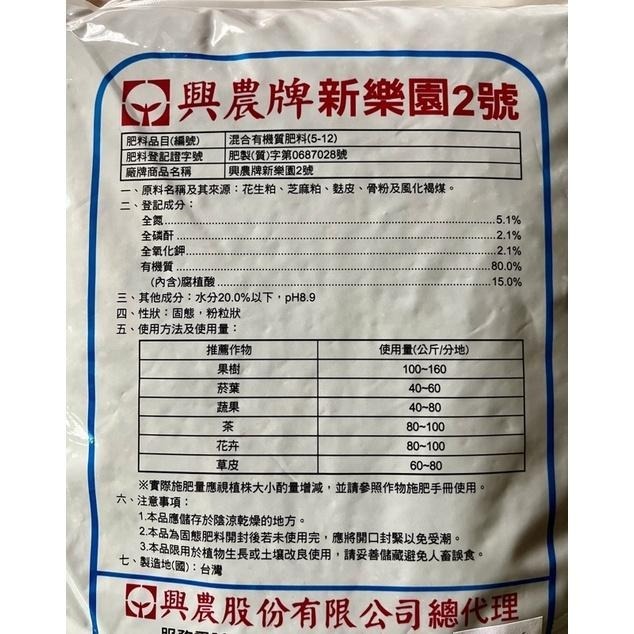 興農牌新樂園2號
肥料品目(編號) 混合有機質肥料(5-12)
肥料登記證字號 肥製(質)字第0687028號
廠牌商品名稱 興農牌新樂園2號
一、原料名稱及其來源：花生粕、芝麻粕、麩皮、骨粉及風化褐煤。
二、登記成分：
全氮 5.1%
全磷酐 2.1%
全氧化鉀 2.1%
有機質 80.0%
(內含)腐植酸 15.0%
三、其他成分：水分20.0%以下，pH8.9
四、性狀：固態，粉粒狀
五、使用方法及使用量：
推薦作物 使用量(公斤/分地)
果樹 100~160
菸葉 40~60
蔬果 40~80
茶 80~100
花卉 80~100
草皮 60~80
※實際施肥量應視植株大小酌量增減，並請參照作物施肥手冊使用。
六、注意事項：
1.本品應儲存於陰涼乾燥的地方。
2.本品為固態肥料開封後若未使用完，應將開口封緊以免受潮。
3.本品限用於植物生長或土壤改良使用，請妥善儲藏避免人畜誤食。
七、製造地(國)：台灣
興農股份有限公司總代理